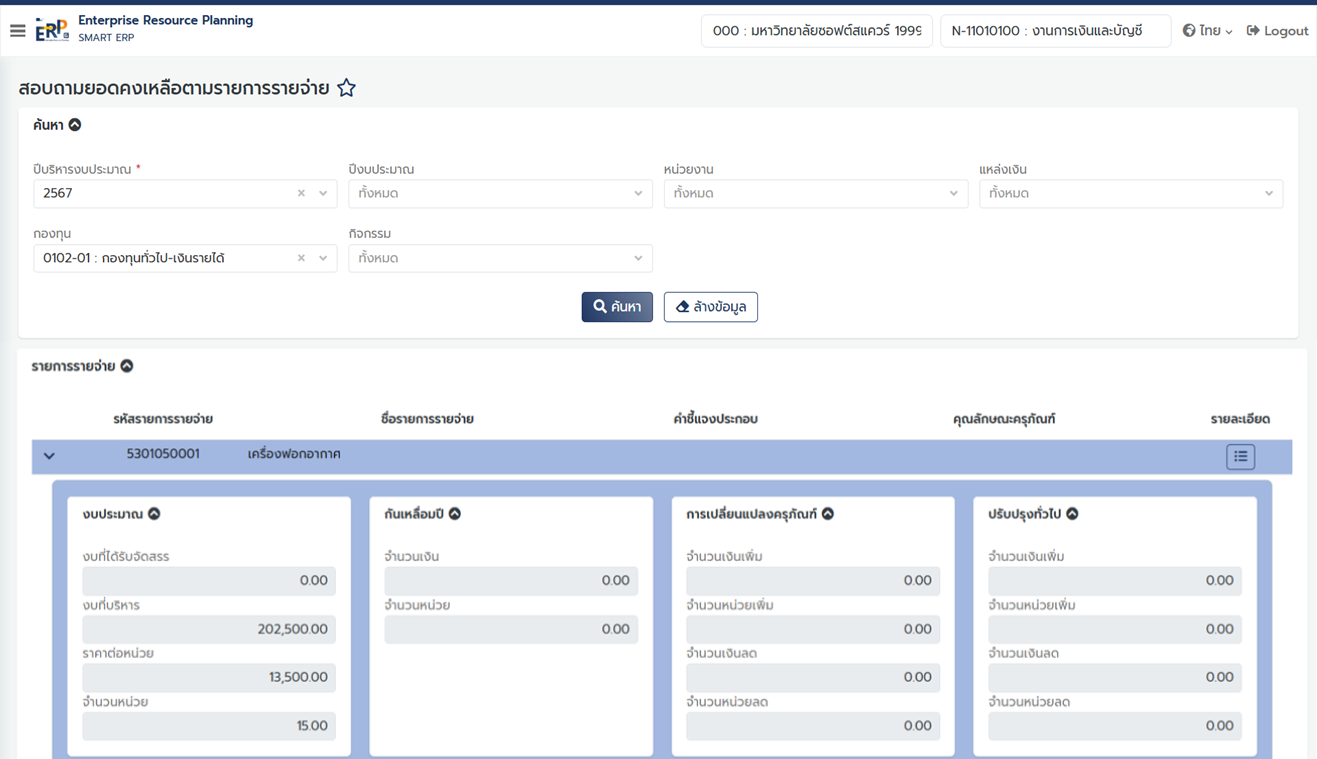 ERP
Enterprise Resource Planning
SMART ERP
000 : มหาวิทยาลัยซอฟต์สแควร์ 1999
N-11010100 : งานการเงินและบัญชี
ไทย
Logout
สอบถามยอดคงเหลือตามรายการรายจ่าย
ค้นหา
ปีบริหารงบประมาณ * ปีงบประมาณ หน่วยงาน แหล่งเงิน
2567 ทั้งหมด ทั้งหมด ทั้งหมด
กองทุน กิจกรรม
0102-01 : กองทุนทั่วไป-เงินรายได้ ทั้งหมด
ค้นหา ล้างข้อมูล
รายการรายจ่าย
รหัสรายการรายจ่าย ชื่อรายการรายจ่าย คำชี้แจงประกอบ คุณลักษณะครุภัณฑ์ รายละเอียด
5301050001 เครื่องฟอกอากาศ
งบประมาณ กันเหลื่อมปี การเปลี่ยนแปลงครุภัณฑ์ ปรับปรุงทั่วไป
งบที่ได้รับจัดสรร จำนวนเงิน จำนวนเงินเพิ่ม จำนวนเงินเพิ่ม
0.00 0.00 0.00 0.00
งบที่บริหาร จำนวนหน่วย จำนวนหน่วยเพิ่ม จำนวนหน่วยเพิ่ม
202,500.00 0.00 0.00 0.00
ราคาต่อหน่วย จำนวนเงินลด จำนวนเงินลด
13,500.00 0.00 0.00
จำนวนหน่วย จำนวนหน่วยลด จำนวนหน่วยลด
15.00 0.00 0.00